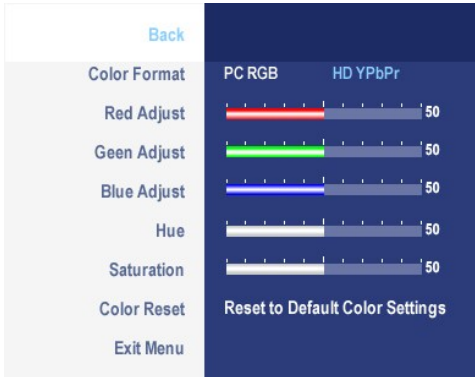 Back
Color Format PC RGB HD YPbPr
Red Adjust 50
Geen Adjust 50
Blue Adjust 50
Hue 50
Saturation 50
Color Reset Reset to Default Color Settings
Exit Menu